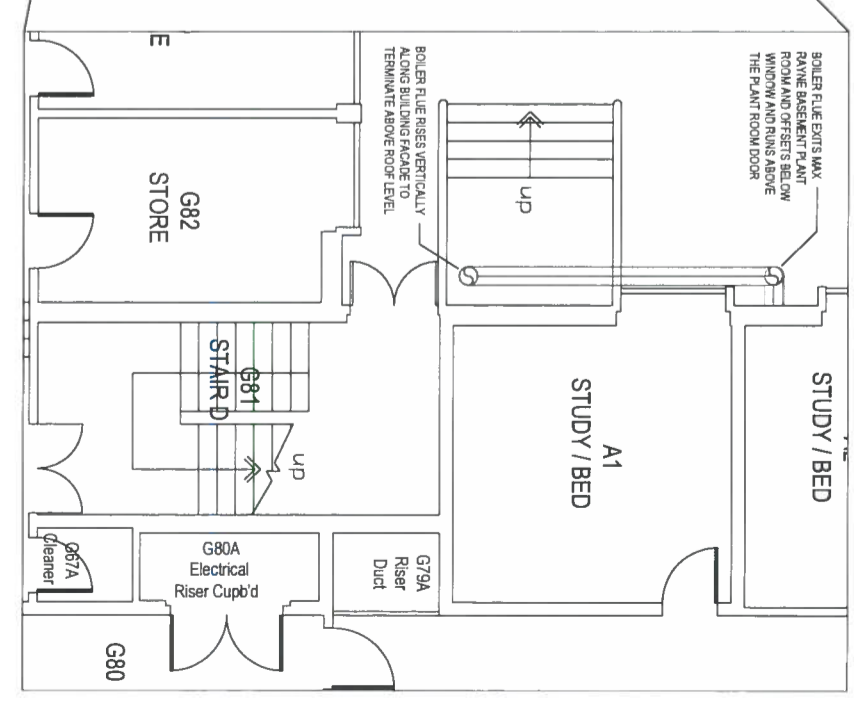 E
BOILER FLUE RISES VERTICALLY
ALONG BUILDING FACADE TO
TERMINATE ABOVE ROOF LEVEL
BOILER FLUE EXITS MAX
RAYNE BASEMENT PLANT
ROOM AND OFFSETS BELOW
WINDOW AND RUNS ABOVE
THE PLANT ROOM DOOR
G82
STORE
up
G81
STAIR D
up
A1
STUDY / BED
STUDY / BED
G67A
Cleaner
G80A
Electrical
Riser Cupb'd
G79A
Riser
Duct
G80